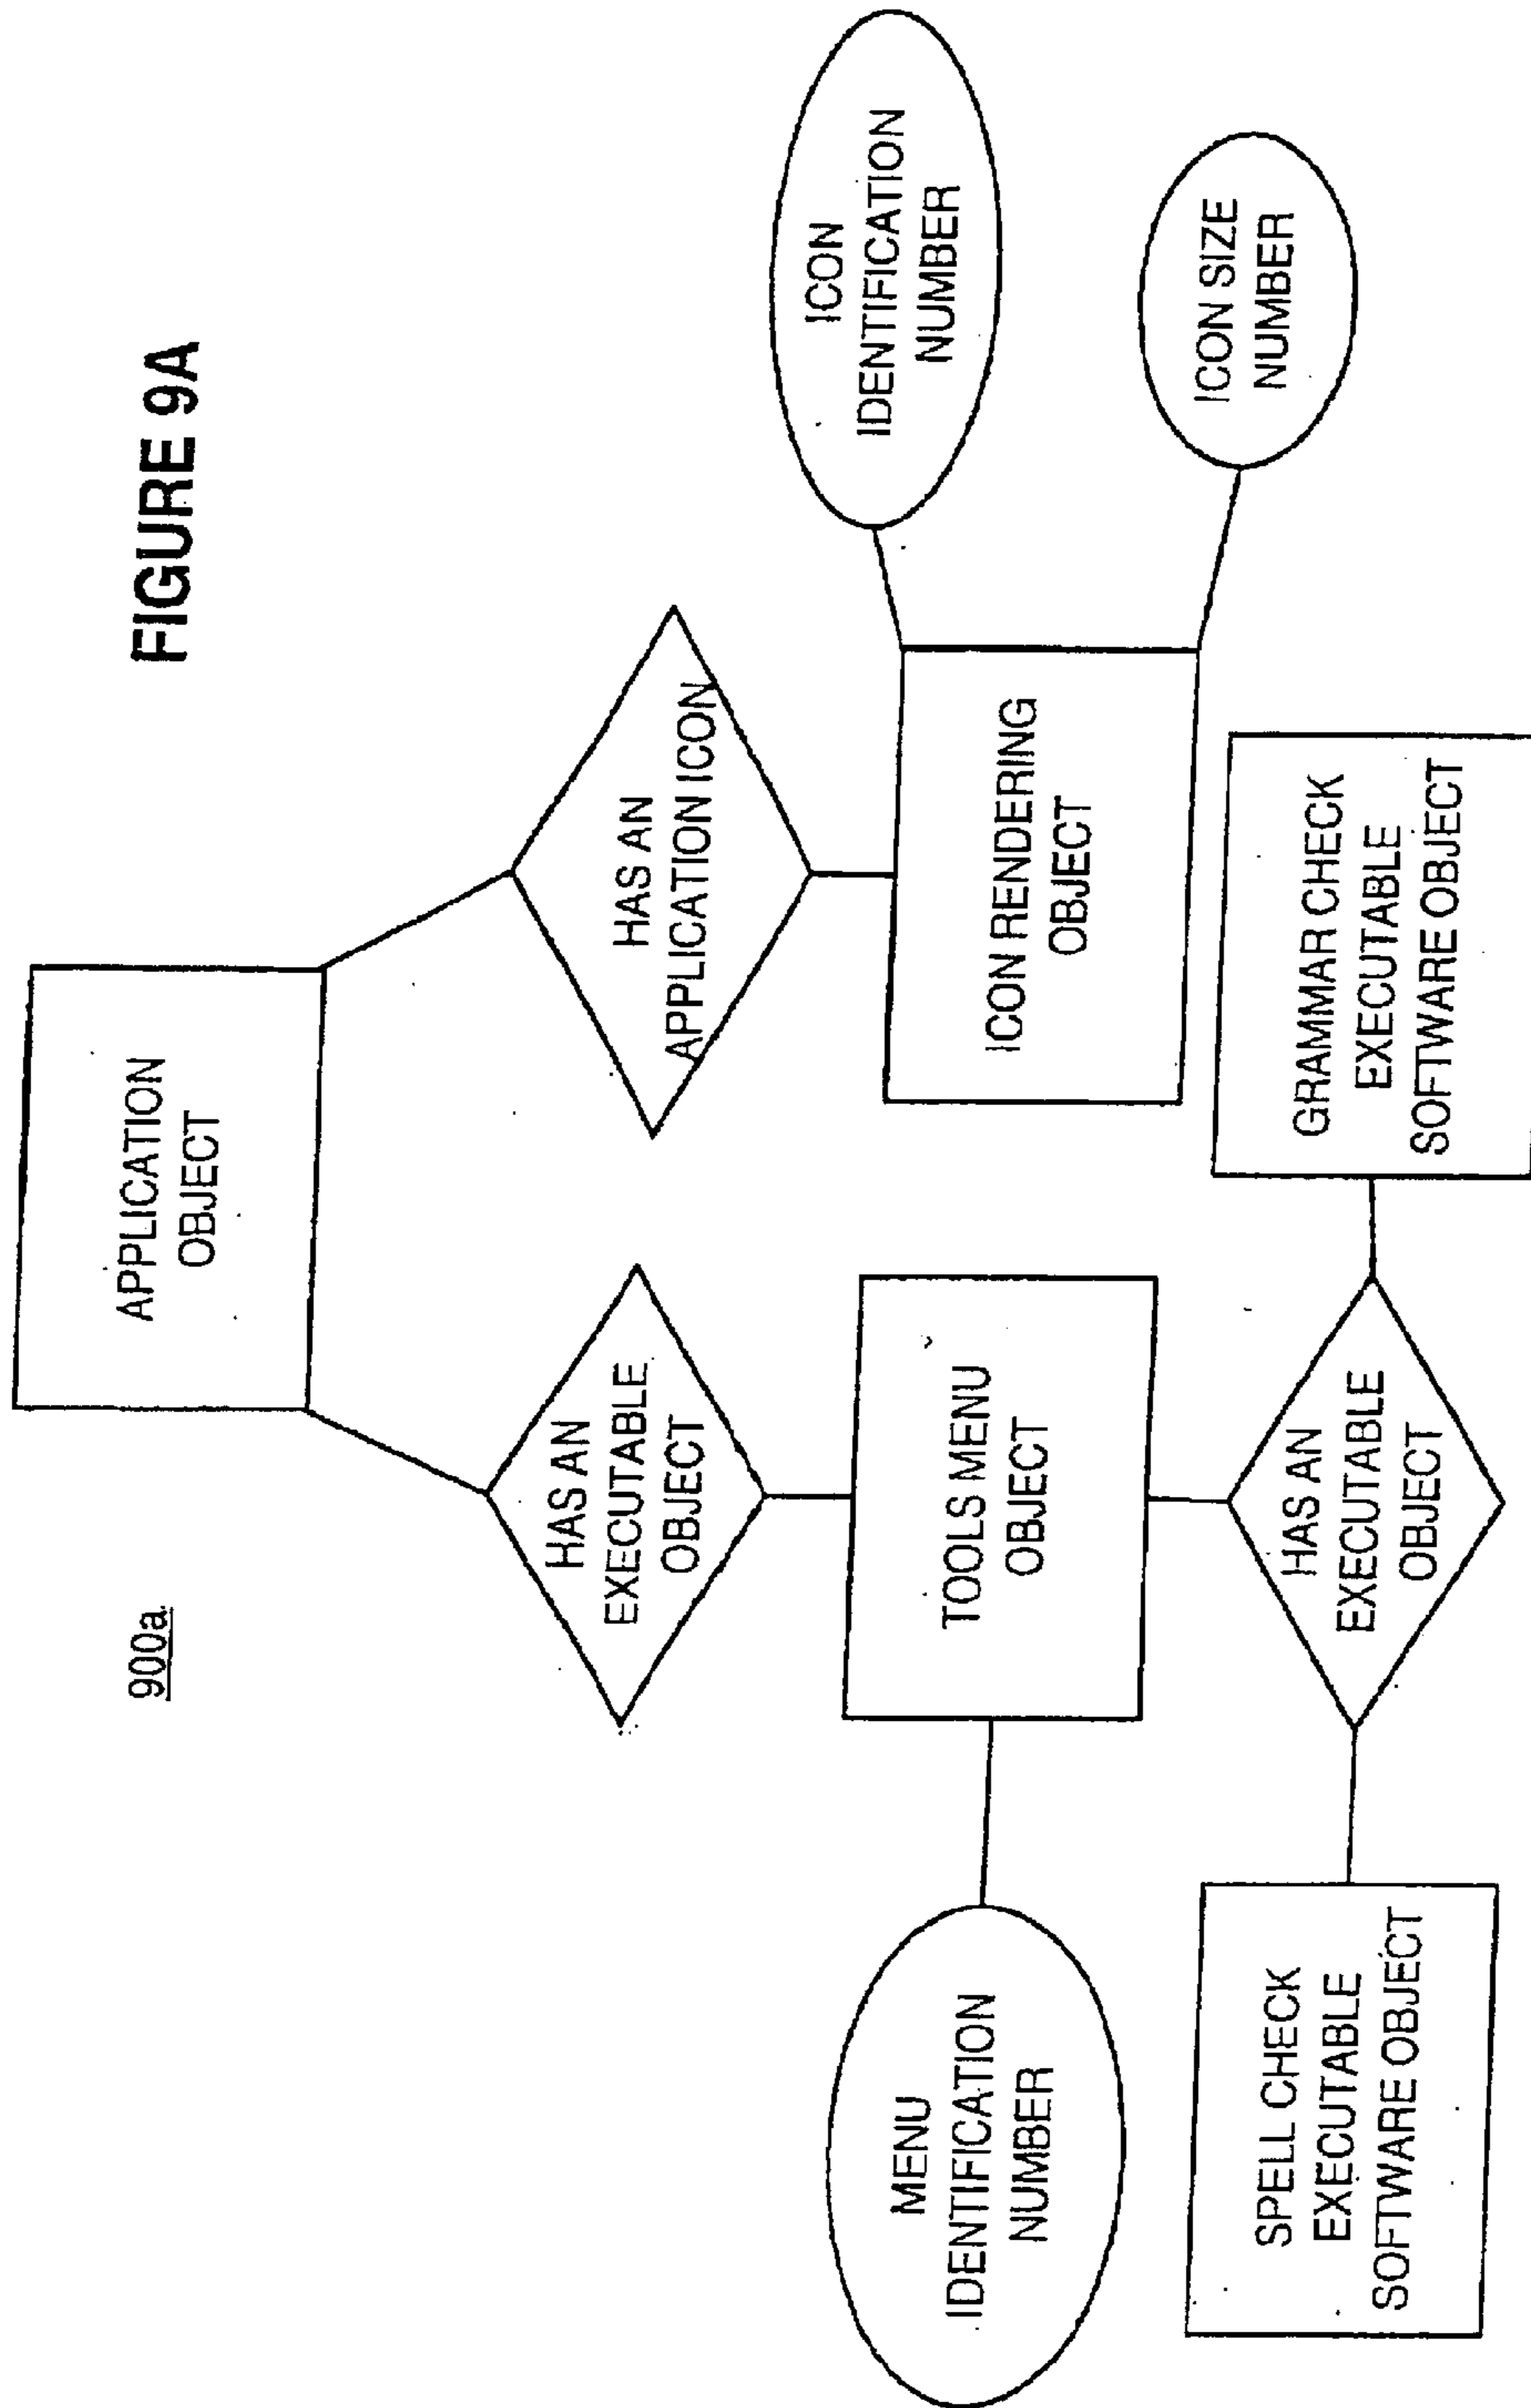 900a
FIGURE 9A
APPLICATION
OBJECT
HAS AN
EXECUTABLE
OBJECT
HAS AN
APPLICATION ICON
MENU
IDENTIFICATION
NUMBER
TOOLS MENU
OBJECT
ICON RENDERING
OBJECT
ICON
IDENTIFICATION
NUMBER
ICON SIZE
NUMBER
SPELL CHECK
EXECUTABLE
SOFTWARE OBJECT
HAS AN
EXECUTABLE
OBJECT
GRAMMAR CHECK
EXECUTABLE
SOFTWARE OBJECT